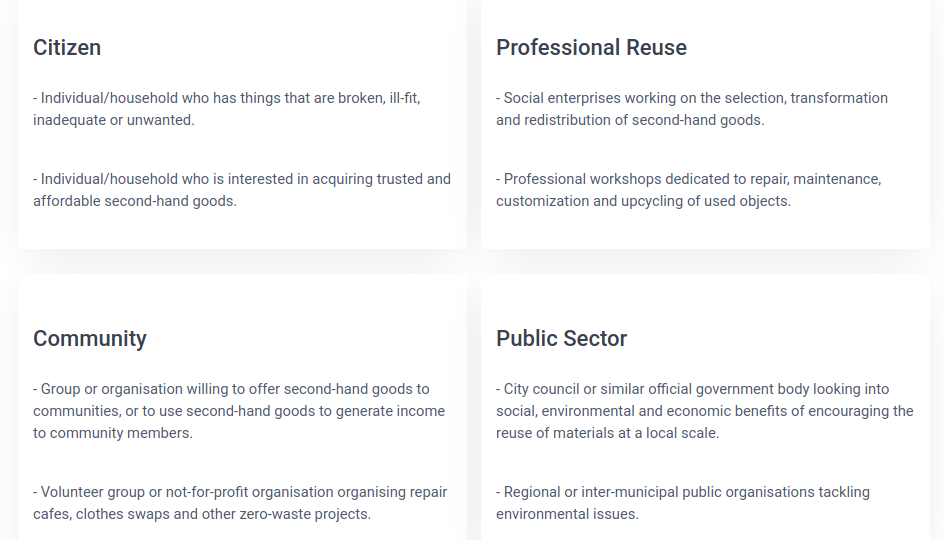 Citizen
- Individual/household who has things that are broken, ill-fit,
inadequate or unwanted.
- Individual/household who is interested in acquiring trusted and
affordable second-hand goods.
Professional Reuse
- Social enterprises working on the selection, transformation
and redistribution of second-hand goods.
- Professional workshops dedicated to repair, maintenance,
customization and upcycling of used objects.
Community
- Group or organisation willing to offer second-hand goods to
communities, or to use second-hand goods to generate income
to community members.
- Volunteer group or not-for-profit organisation organising repair
cafes, clothes swaps and other zero-waste projects.
Public Sector
- City council or similar official government body looking into
social, environmental and economic benefits of encouraging the
reuse of materials at a local scale.
- Regional or inter-municipal public organisations tackling
environmental issues.